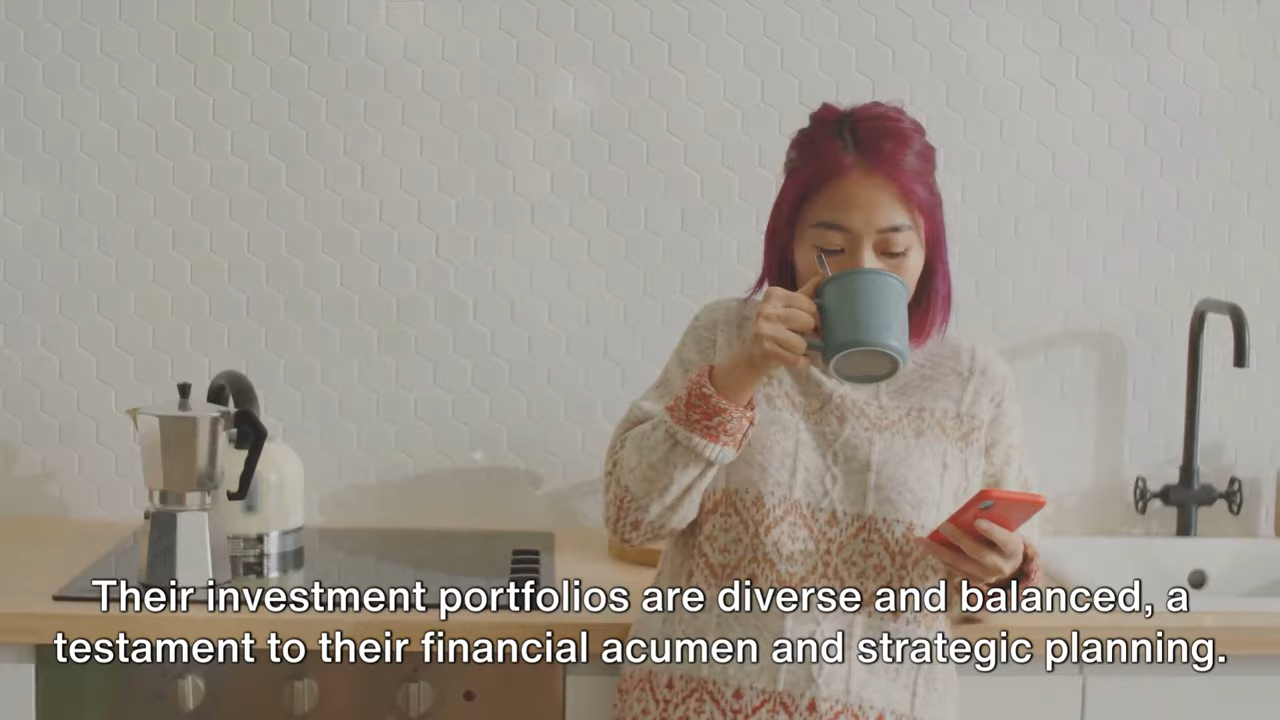 Their investment portfolios are diverse and balanced, a
testament to their financial acumen and strategic planning.